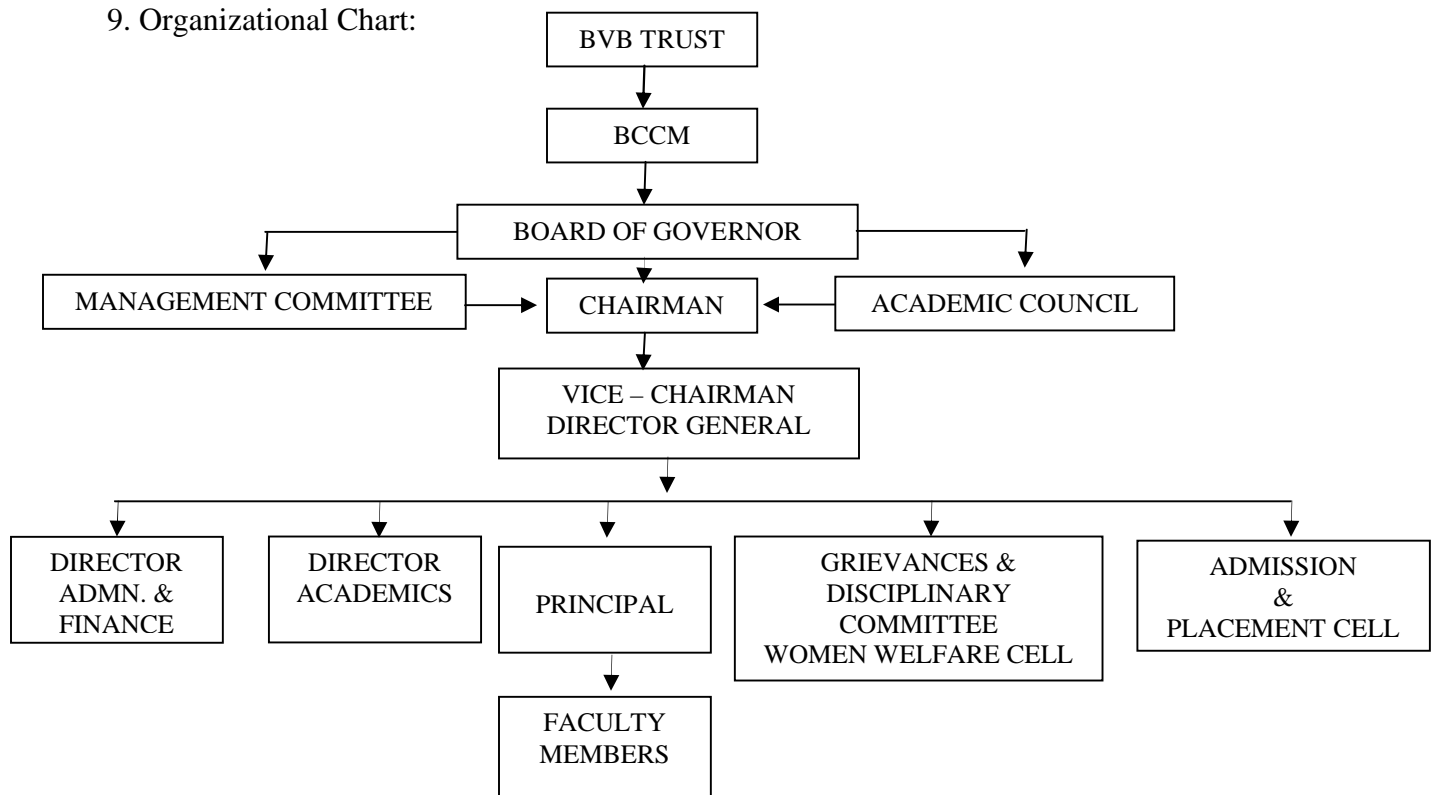 9. Organizational Chart:
BVB TRUST
BCCM
BOARD OF GOVERNOR
MANAGEMENT COMMITTEE
CHAIRMAN
ACADEMIC COUNCIL
VICE – CHAIRMAN
DIRECTOR GENERAL
DIRECTOR
ADMN. &
FINANCE
DIRECTOR
ACADEMICS
PRINCIPAL
GRIEVANCES &
DISCIPLINARY
COMMITTEE
WOMEN WELFARE CELL
ADMISSION
&
PLACEMENT CELL
FACULTY
MEMBERS